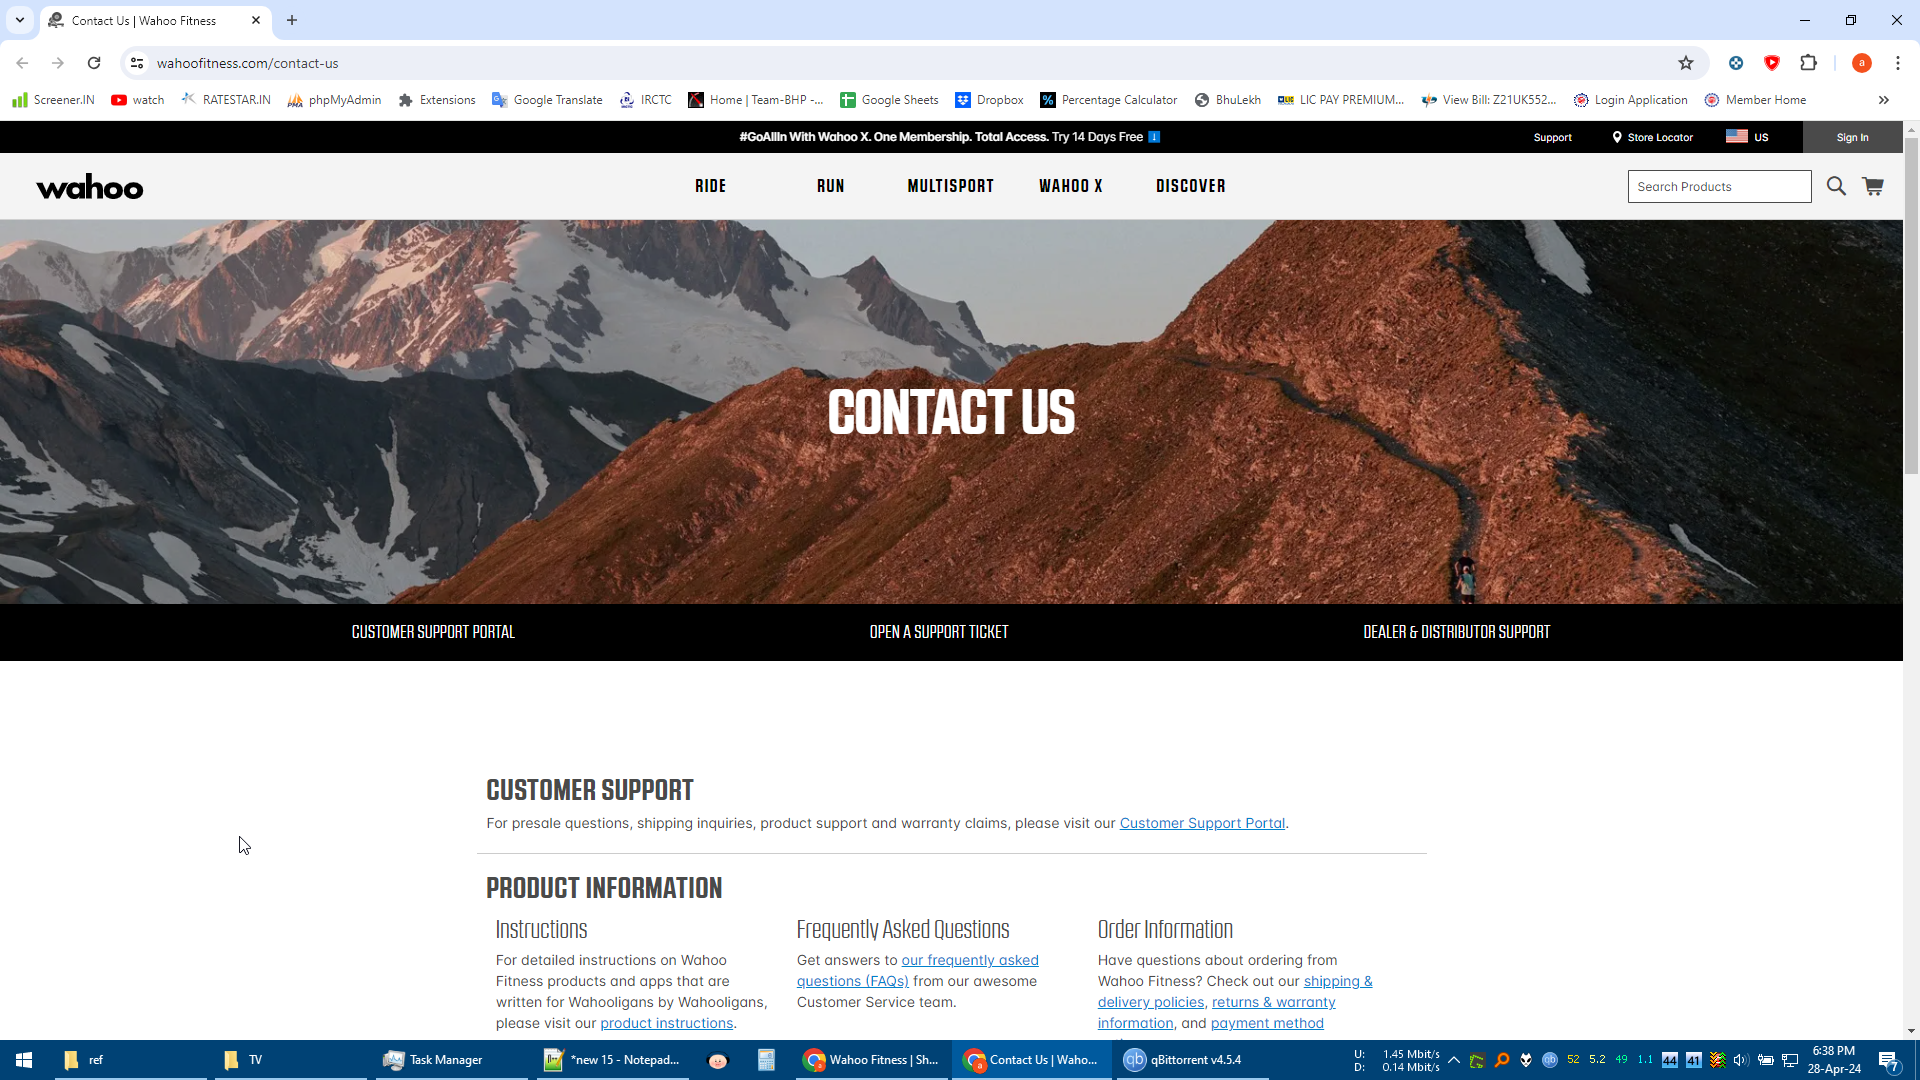 Contact Us | Wahoo Fitness
wahoofitness.com/contact-us
a
Screener.IN watch RATESTAR.IN phpMyAdmin Extensions Google Translate IRCTC Home | Team-BHP -... Google Sheets Dropbox Percentage Calculator BhuLekh LIC PAY PREMIUM... View Bill: Z21UK552... Login Application Member Home
#GoAllIn With Wahoo X. One Membership. Total Access. Try 14 Days Free
Support Store Locator US Sign In
wahoo
RIDE RUN MULTISPORT WAHOO X DISCOVER
Search Products
CONTACT US
CUSTOMER SUPPORT PORTAL OPEN A SUPPORT TICKET DEALER & DISTRIBUTOR SUPPORT
CUSTOMER SUPPORT
For presale questions, shipping inquiries, product support and warranty claims, please visit our Customer Support Portal.
PRODUCT INFORMATION
Instructions
For detailed instructions on Wahoo
Fitness products and apps that are
written for Wahooligans by Wahooligans,
please visit our product instructions.
Frequently Asked Questions
Get answers to our frequently asked
questions (FAQs) from our awesome
Customer Service team.
Order Information
Have questions about ordering from
Wahoo Fitness? Check out our shipping &
delivery policies, returns & warranty
information, and payment method
ref TV Task Manager *new 15 - Notepad... Wahoo Fitness | Sh... Contact Us | Waho... qBittorrent v4.5.4
U: 1.45 Mbit/s
D: 0.14 Mbit/s
52 5.2 49 1.1 44 41
6:38 PM
28-Apr-24
7